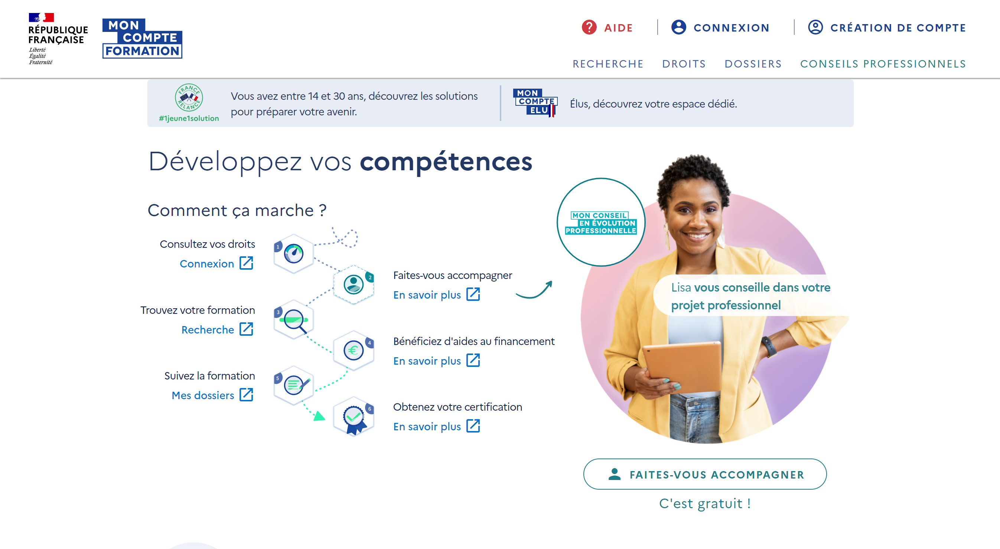 RÉPUBLIQUE
FRANÇAISE
Liberté
Égalité
Fraternité
MON
COMPTE
FORMATION
AIDE
CONNEXION
CRÉATION DE COMPTE
RECHERCHE
DROITS
DOSSIERS
CONSEILS PROFESSIONNELS
FRANCE
RELANCE
#1jeune1solution
Vous avez entre 14 et 30 ans, découvrez les solutions
pour préparer votre avenir.
MON
COMPTE
ELU
Élus, découvrez votre espace dédié.
Développez vos compétences
Comment ça marche ?
Consultez vos droits
Connexion
1
2
Faites-vous accompagner
En savoir plus
Trouvez votre formation
Recherche
3
4
€
Bénéficiez d'aides au financement
En savoir plus
Suivez la formation
Mes dossiers
5
6
Obtenez votre certification
En savoir plus
MON CONSEIL
EN ÉVOLUTION
PROFESSIONNELLE
Lisa vous conseille dans votre
projet professionnel
FAITES-VOUS ACCOMPAGNER
C'est gratuit !